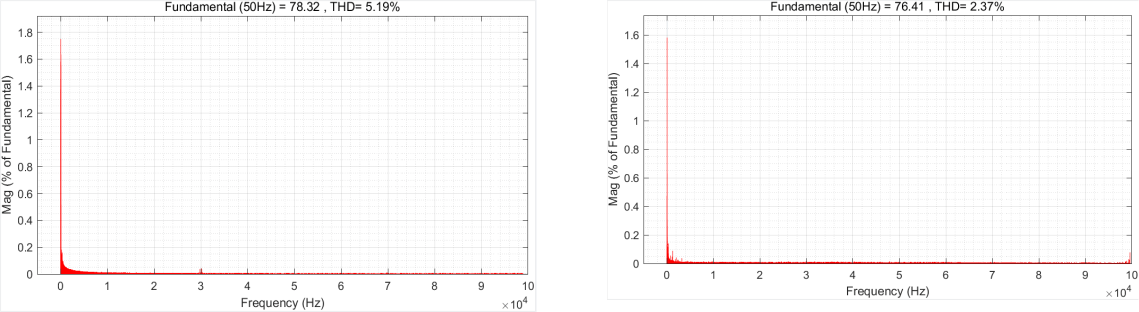 Fundamental (50Hz) = 78.32 , THD= 5.19%
Mag (% of Fundamental)
1.8
1.6
1.4
1.2
1
0.8
0.6
0.4
0.2
0
0 1 2 3 4 5 6 7 8 9 10
Frequency (Hz)
×10⁴
Fundamental (50Hz) = 76.41 , THD= 2.37%
Mag (% of Fundamental)
1.6
1.4
1.2
1
0.8
0.6
0.4
0.2
0
0 1 2 3 4 5 6 7 8 9 10
Frequency (Hz)
×10⁴